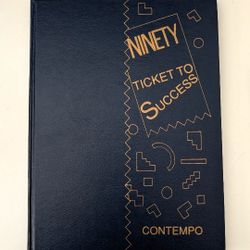 NINETY
TICKET TO
SUCCESS
CONTEMPO